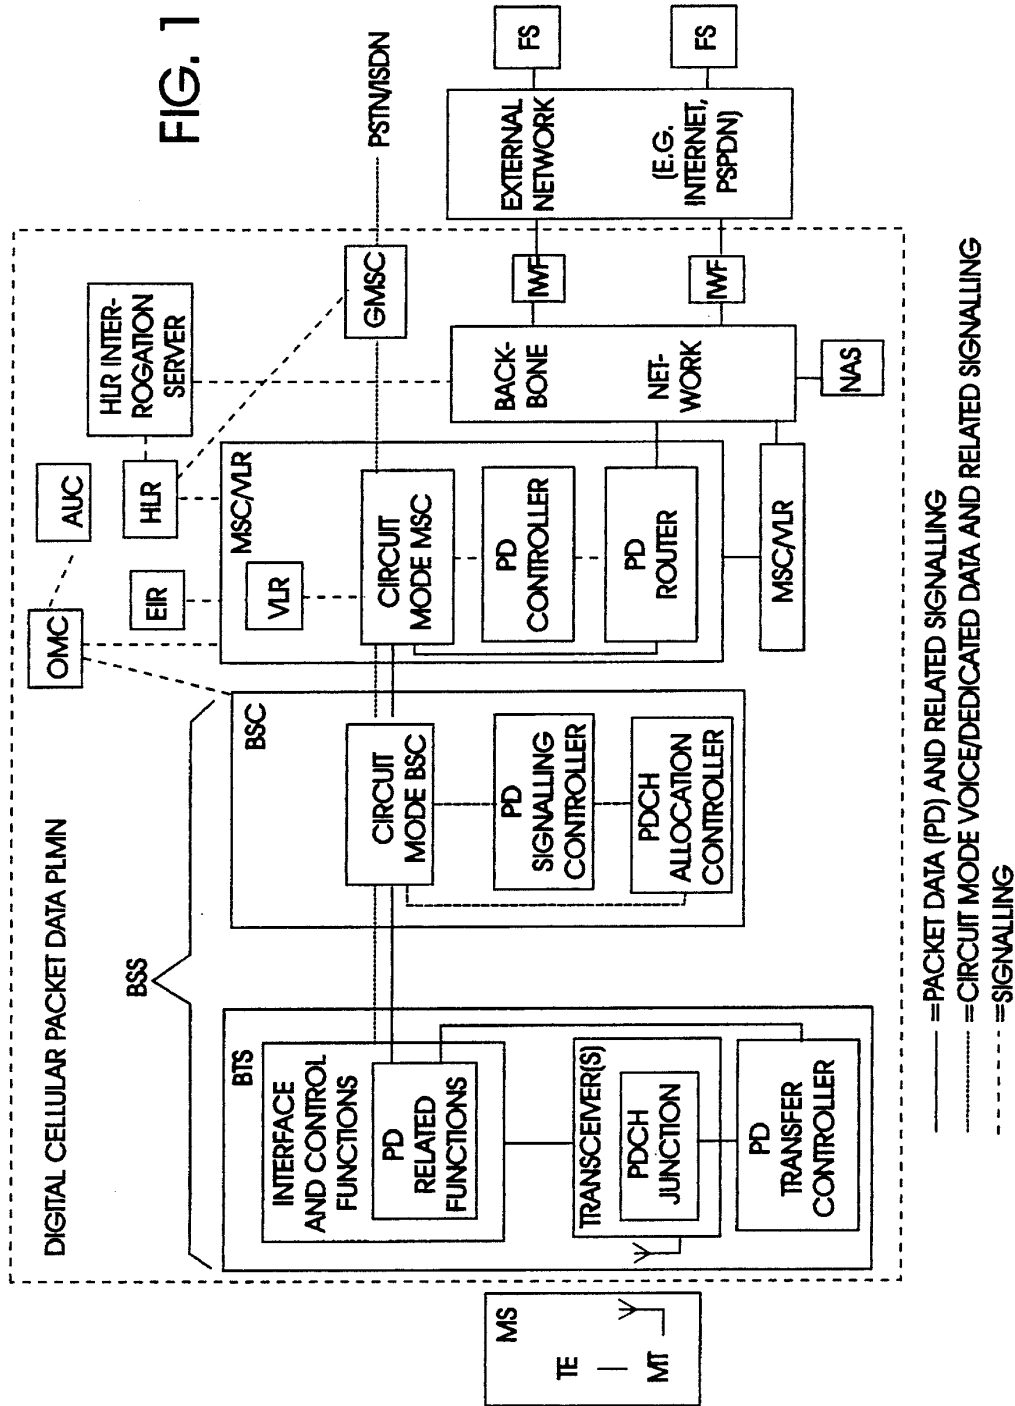 FIG. 1
DIGITAL CELLULAR PACKET DATA PLMN
OMC
AUC
EIR
HLR
HLR INTER-
ROGATION
SERVER
BSS
MS
TE
MT
BTS
INTERFACE
AND CONTROL
FUNCTIONS
PD
RELATED
FUNCTIONS
TRANSCEIVER(S)
PDCH
JUNCTION
PD
TRANSFER
CONTROLLER
BSC
CIRCUIT
MODE BSC
PD
SIGNALLING
CONTROLLER
PDCH
ALLOCATION
CONTROLLER
MSC/VLR
VLR
CIRCUIT
MODE MSC
PD
CONTROLLER
PD
ROUTER
MSC/VLR
GMSC
PSTN/ISDN
BACK-
BONE
NET-
WORK
NAS
IWF
IWF
EXTERNAL
NETWORK
(E.G.
INTERNET,
PSPDN)
FS
FS
=PACKET DATA (PD) AND RELATED SIGNALLING
=CIRCUIT MODE VOICE/DEDICATED DATA AND RELATED SIGNALLING
=SIGNALLING